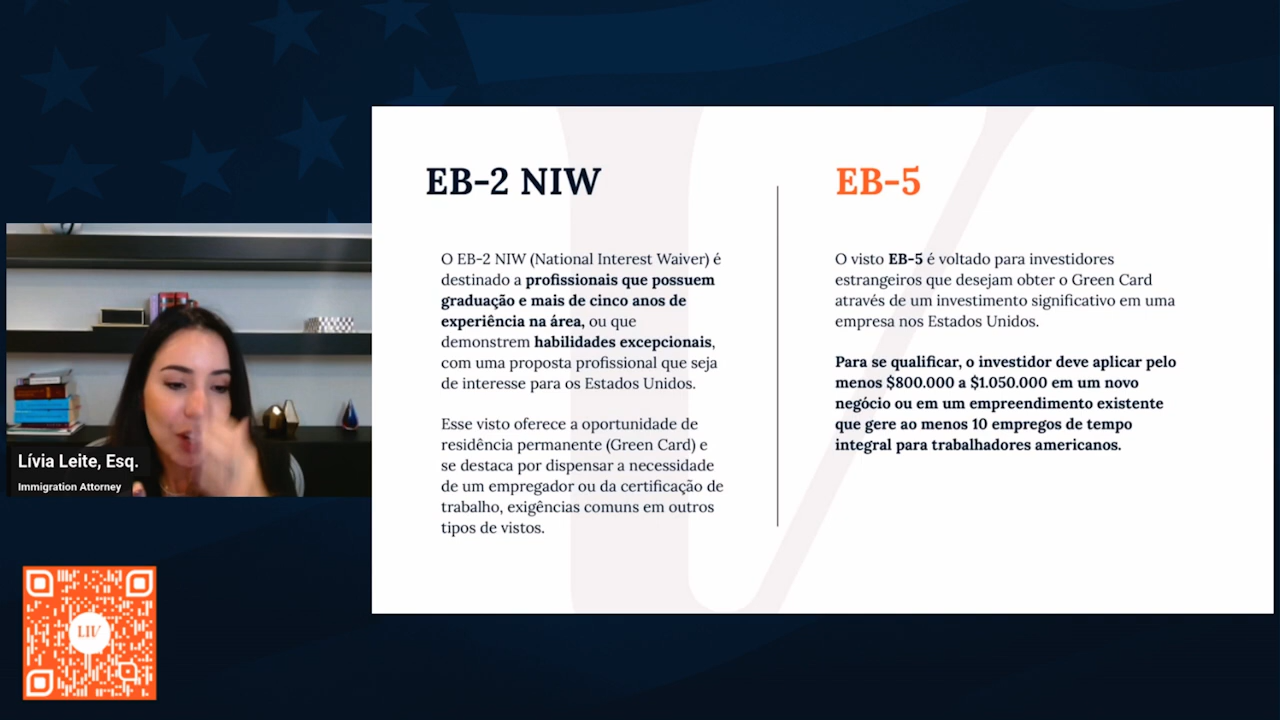 EB-2 NIW
O EB-2 NIW (National Interest Waiver) é
destinado a profissionais que possuem
graduação e mais de cinco anos de
experiência na área, ou que
demonstrem habilidades excepcionais,
com uma proposta profissional que seja
de interesse para os Estados Unidos.
Esse visto oferece a oportunidade de
residência permanente (Green Card) e
se destaca por dispensar a necessidade
de um empregador ou da certificação de
trabalho, exigências comuns em outros
tipos de vistos.
EB-5
O visto EB-5 é voltado para investidores
estrangeiros que desejam obter o Green Card
através de um investimento significativo em uma
empresa nos Estados Unidos.
Para se qualificar, o investidor deve aplicar pelo
menos $800.000 a $1.050.000 em um novo
negócio ou em um empreendimento existente
que gere ao menos 10 empregos de tempo
integral para trabalhadores americanos.
Lívia Leite, Esq.
Immigration Attorney
LIV